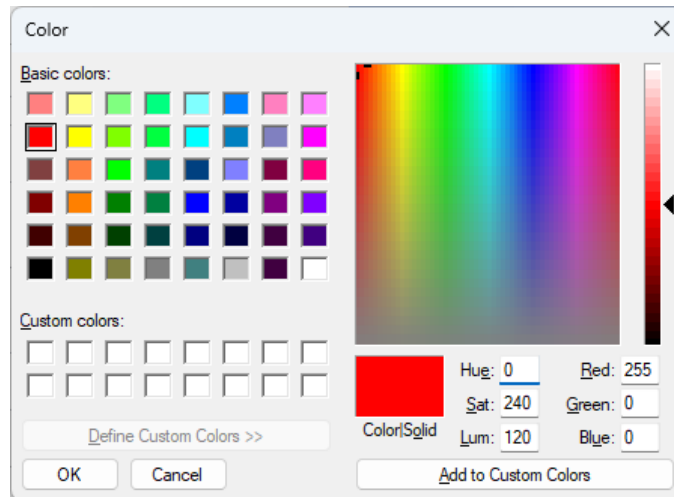 Color
Basic colors:
Custom colors:
Define Custom Colors >>
OK Cancel
Color|Solid
Hue: 0 Red: 255
Sat: 240 Green: 0
Lum: 120 Blue: 0
Add to Custom Colors